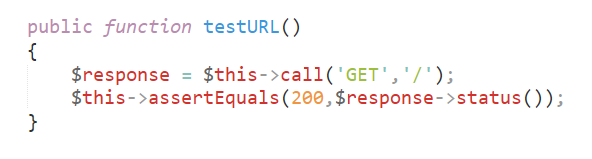 public function testURL()
{
    $response = $this->call('GET','/');
    $this->assertEquals(200,$response->status());
}